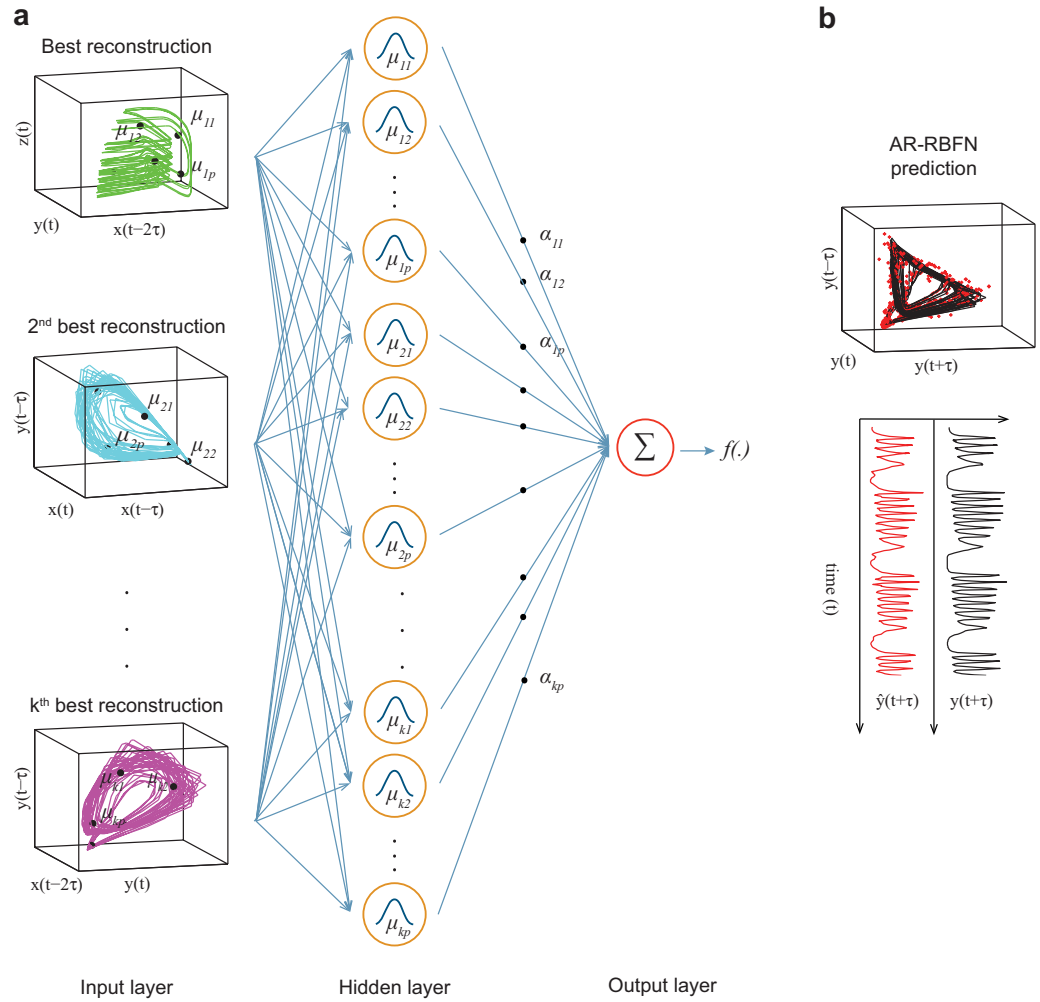 a
b
Best reconstruction
z(t)
y(t)
x(t−2τ)
μ12
μ11
μ1p
2nd best reconstruction
y(t−τ)
x(t)
x(t−τ)
μ21
μ2p
μ22
kth best reconstruction
y(t−τ)
x(t−2τ)
y(t)
μk1
μk2
μkp
μ11
μ12
μ1p
μ21
μ22
μ2p
μk1
μk2
μkp
α11
α12
α1p
αkp
Σ
f(.)
Input layer
Hidden layer
Output layer
AR-RBFN
prediction
y(t−τ)
y(t)
y(t+τ)
time (t)
ŷ(t+τ)
y(t+τ)